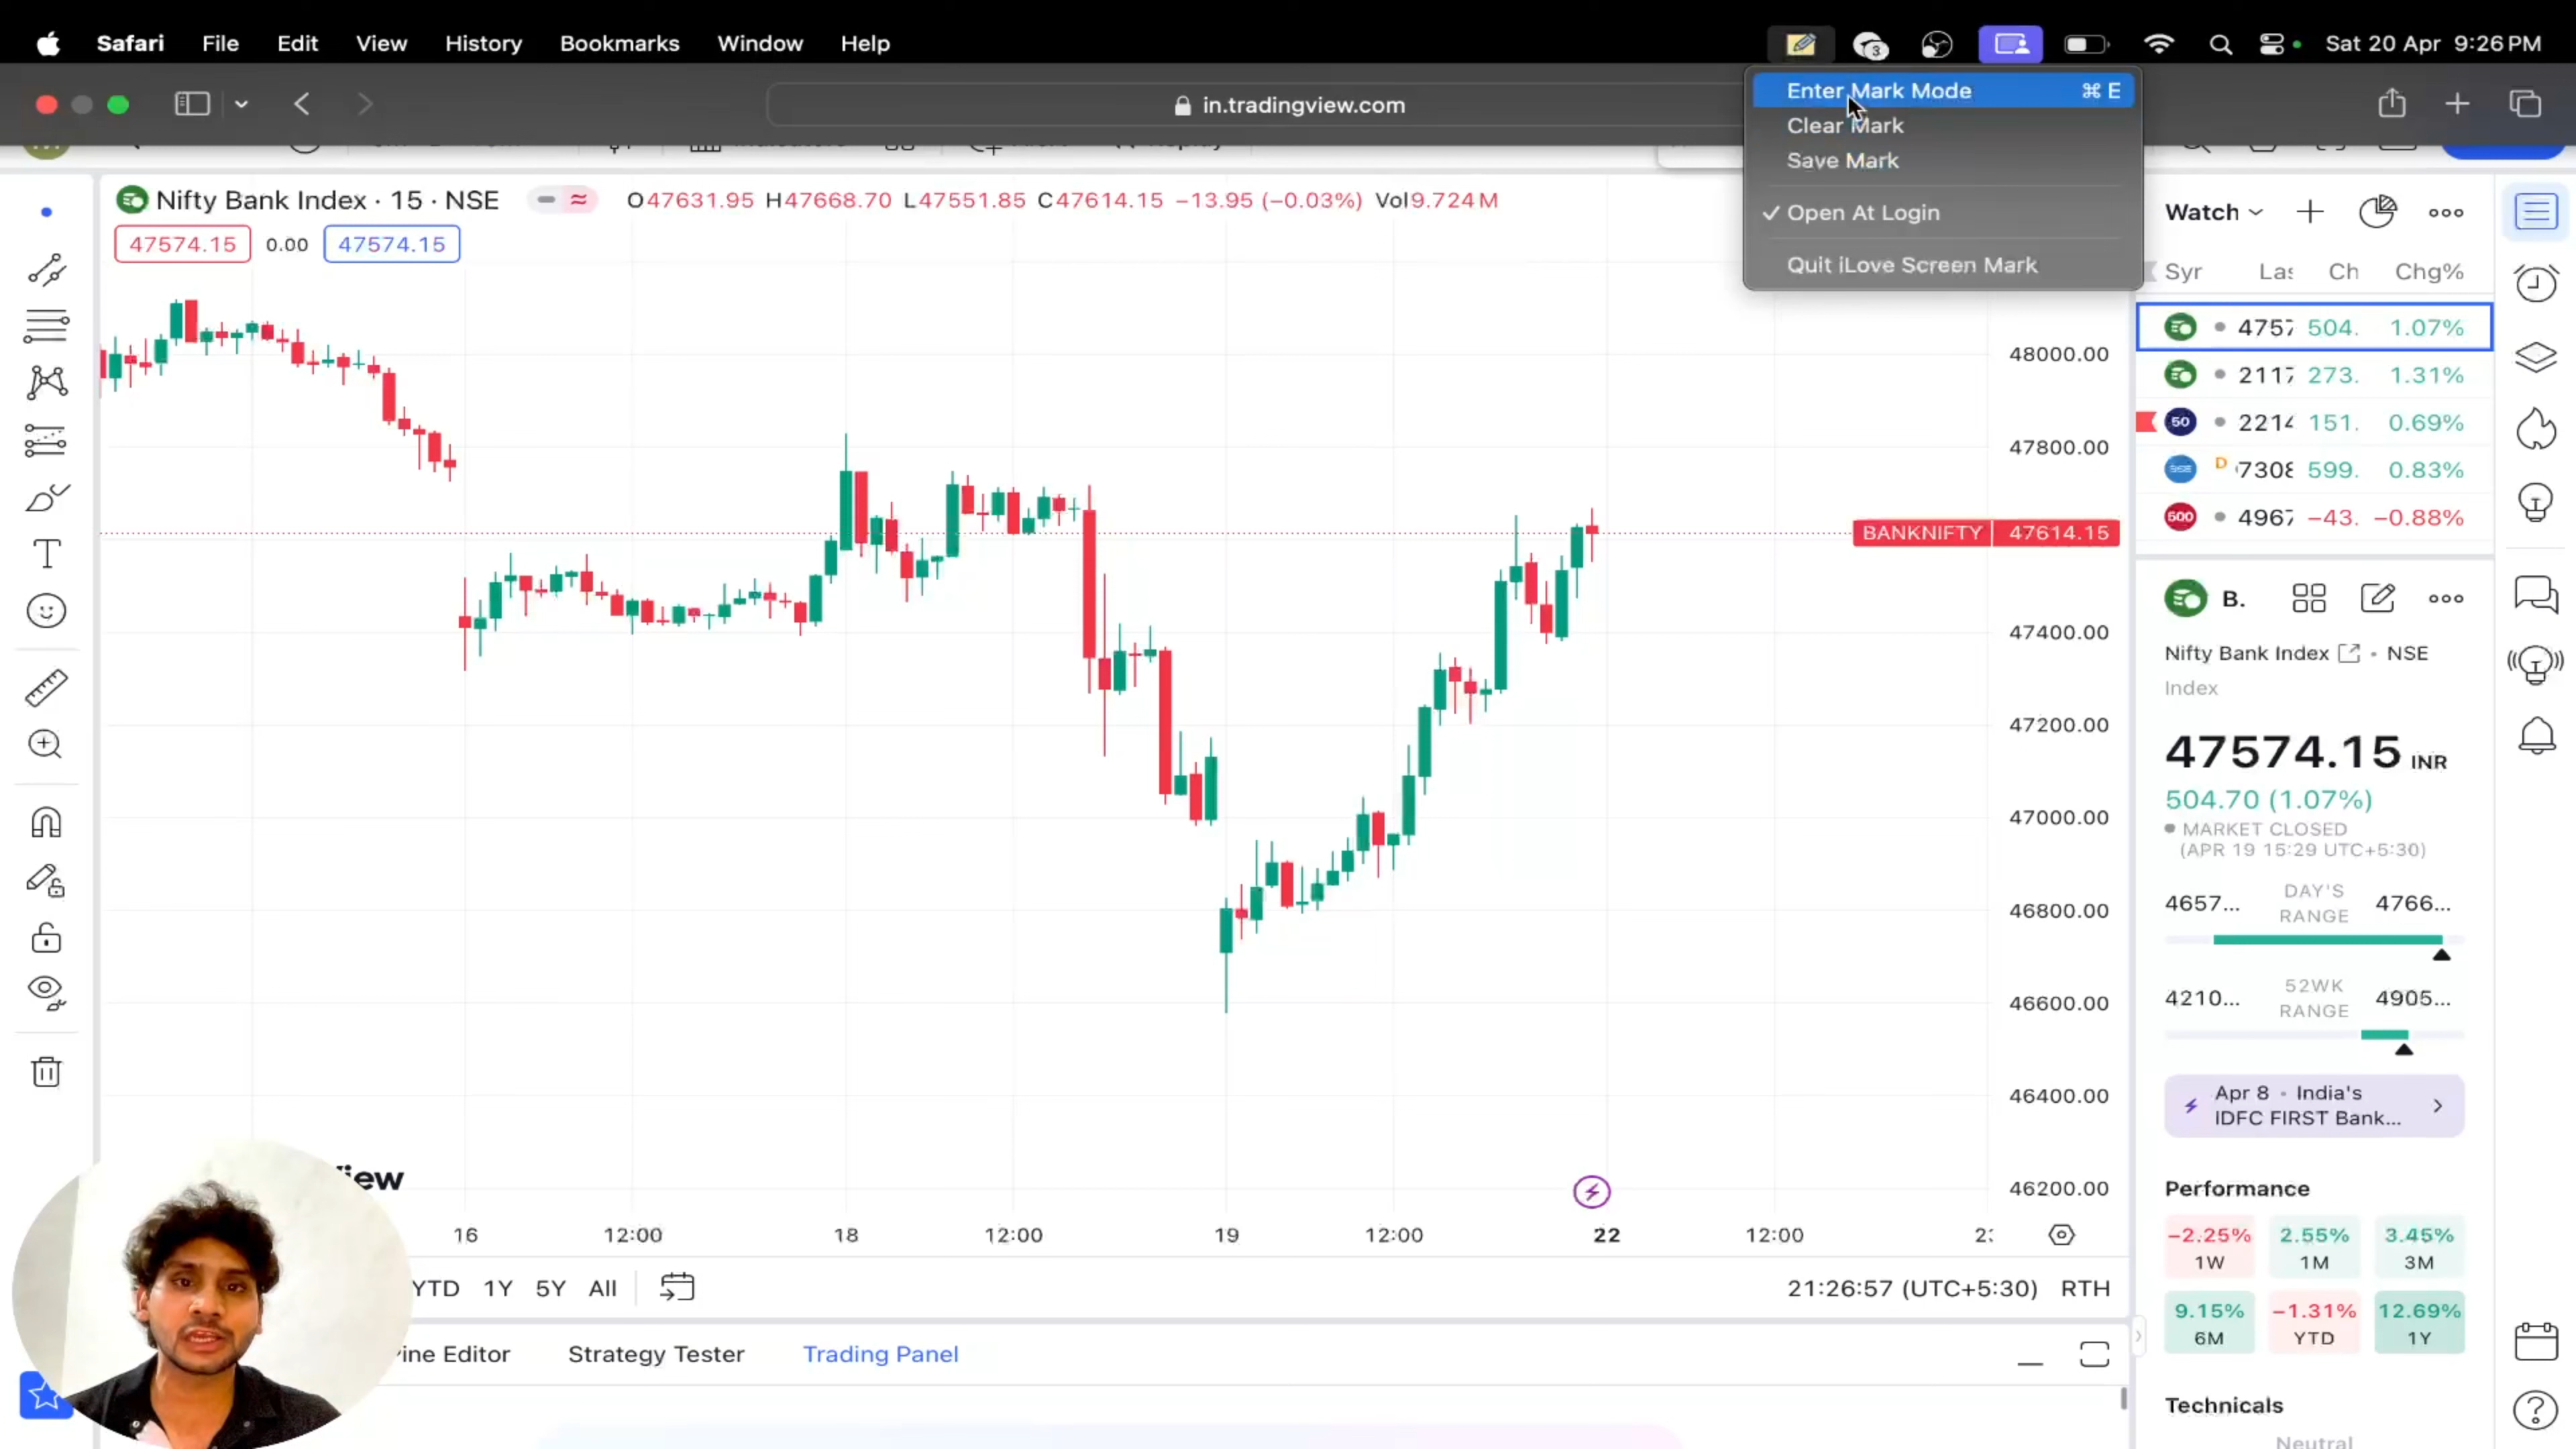 Safari File Edit View History Bookmarks Window Help
3
Sat 20 Apr 9:26 PM
in.tradingview.com
Enter Mark Mode ⌘ E
Clear Mark
Save Mark
✓ Open At Login
Quit iLove Screen Mark
Nifty Bank Index · 15 · NSE
O47631.95 H47668.70 L47551.85 C47614.15 −13.95 (−0.03%) Vol9.724 M
47574.15 0.00 47574.15
48000.00
47800.00
BANKNIFTY 47614.15
47400.00
47200.00
47000.00
46800.00
46600.00
46400.00
46200.00
16 12:00 18 12:00 19 12:00 22 12:00
YTD 1Y 5Y All
21:26:57 (UTC+5:30) RTH
Pine Editor Strategy Tester Trading Panel
Watch
Syr Las Ch Chg%
4757 504. 1.07%
2117 273. 1.31%
50 2214 151. 0.69%
D 7308 599. 0.83%
500 4967 −43. −0.88%
B.
Nifty Bank Index • NSE
Index
47574.15 INR
504.70 (1.07%)
MARKET CLOSED
(APR 19 15:29 UTC+5:30)
4657... DAY'S RANGE 4766...
4210... 52WK RANGE 4905...
Apr 8 • India's
IDFC FIRST Bank...
Performance
−2.25% 2.55% 3.45%
1W 1M 3M
9.15% −1.31% 12.69%
6M YTD 1Y
Technicals
Neutral